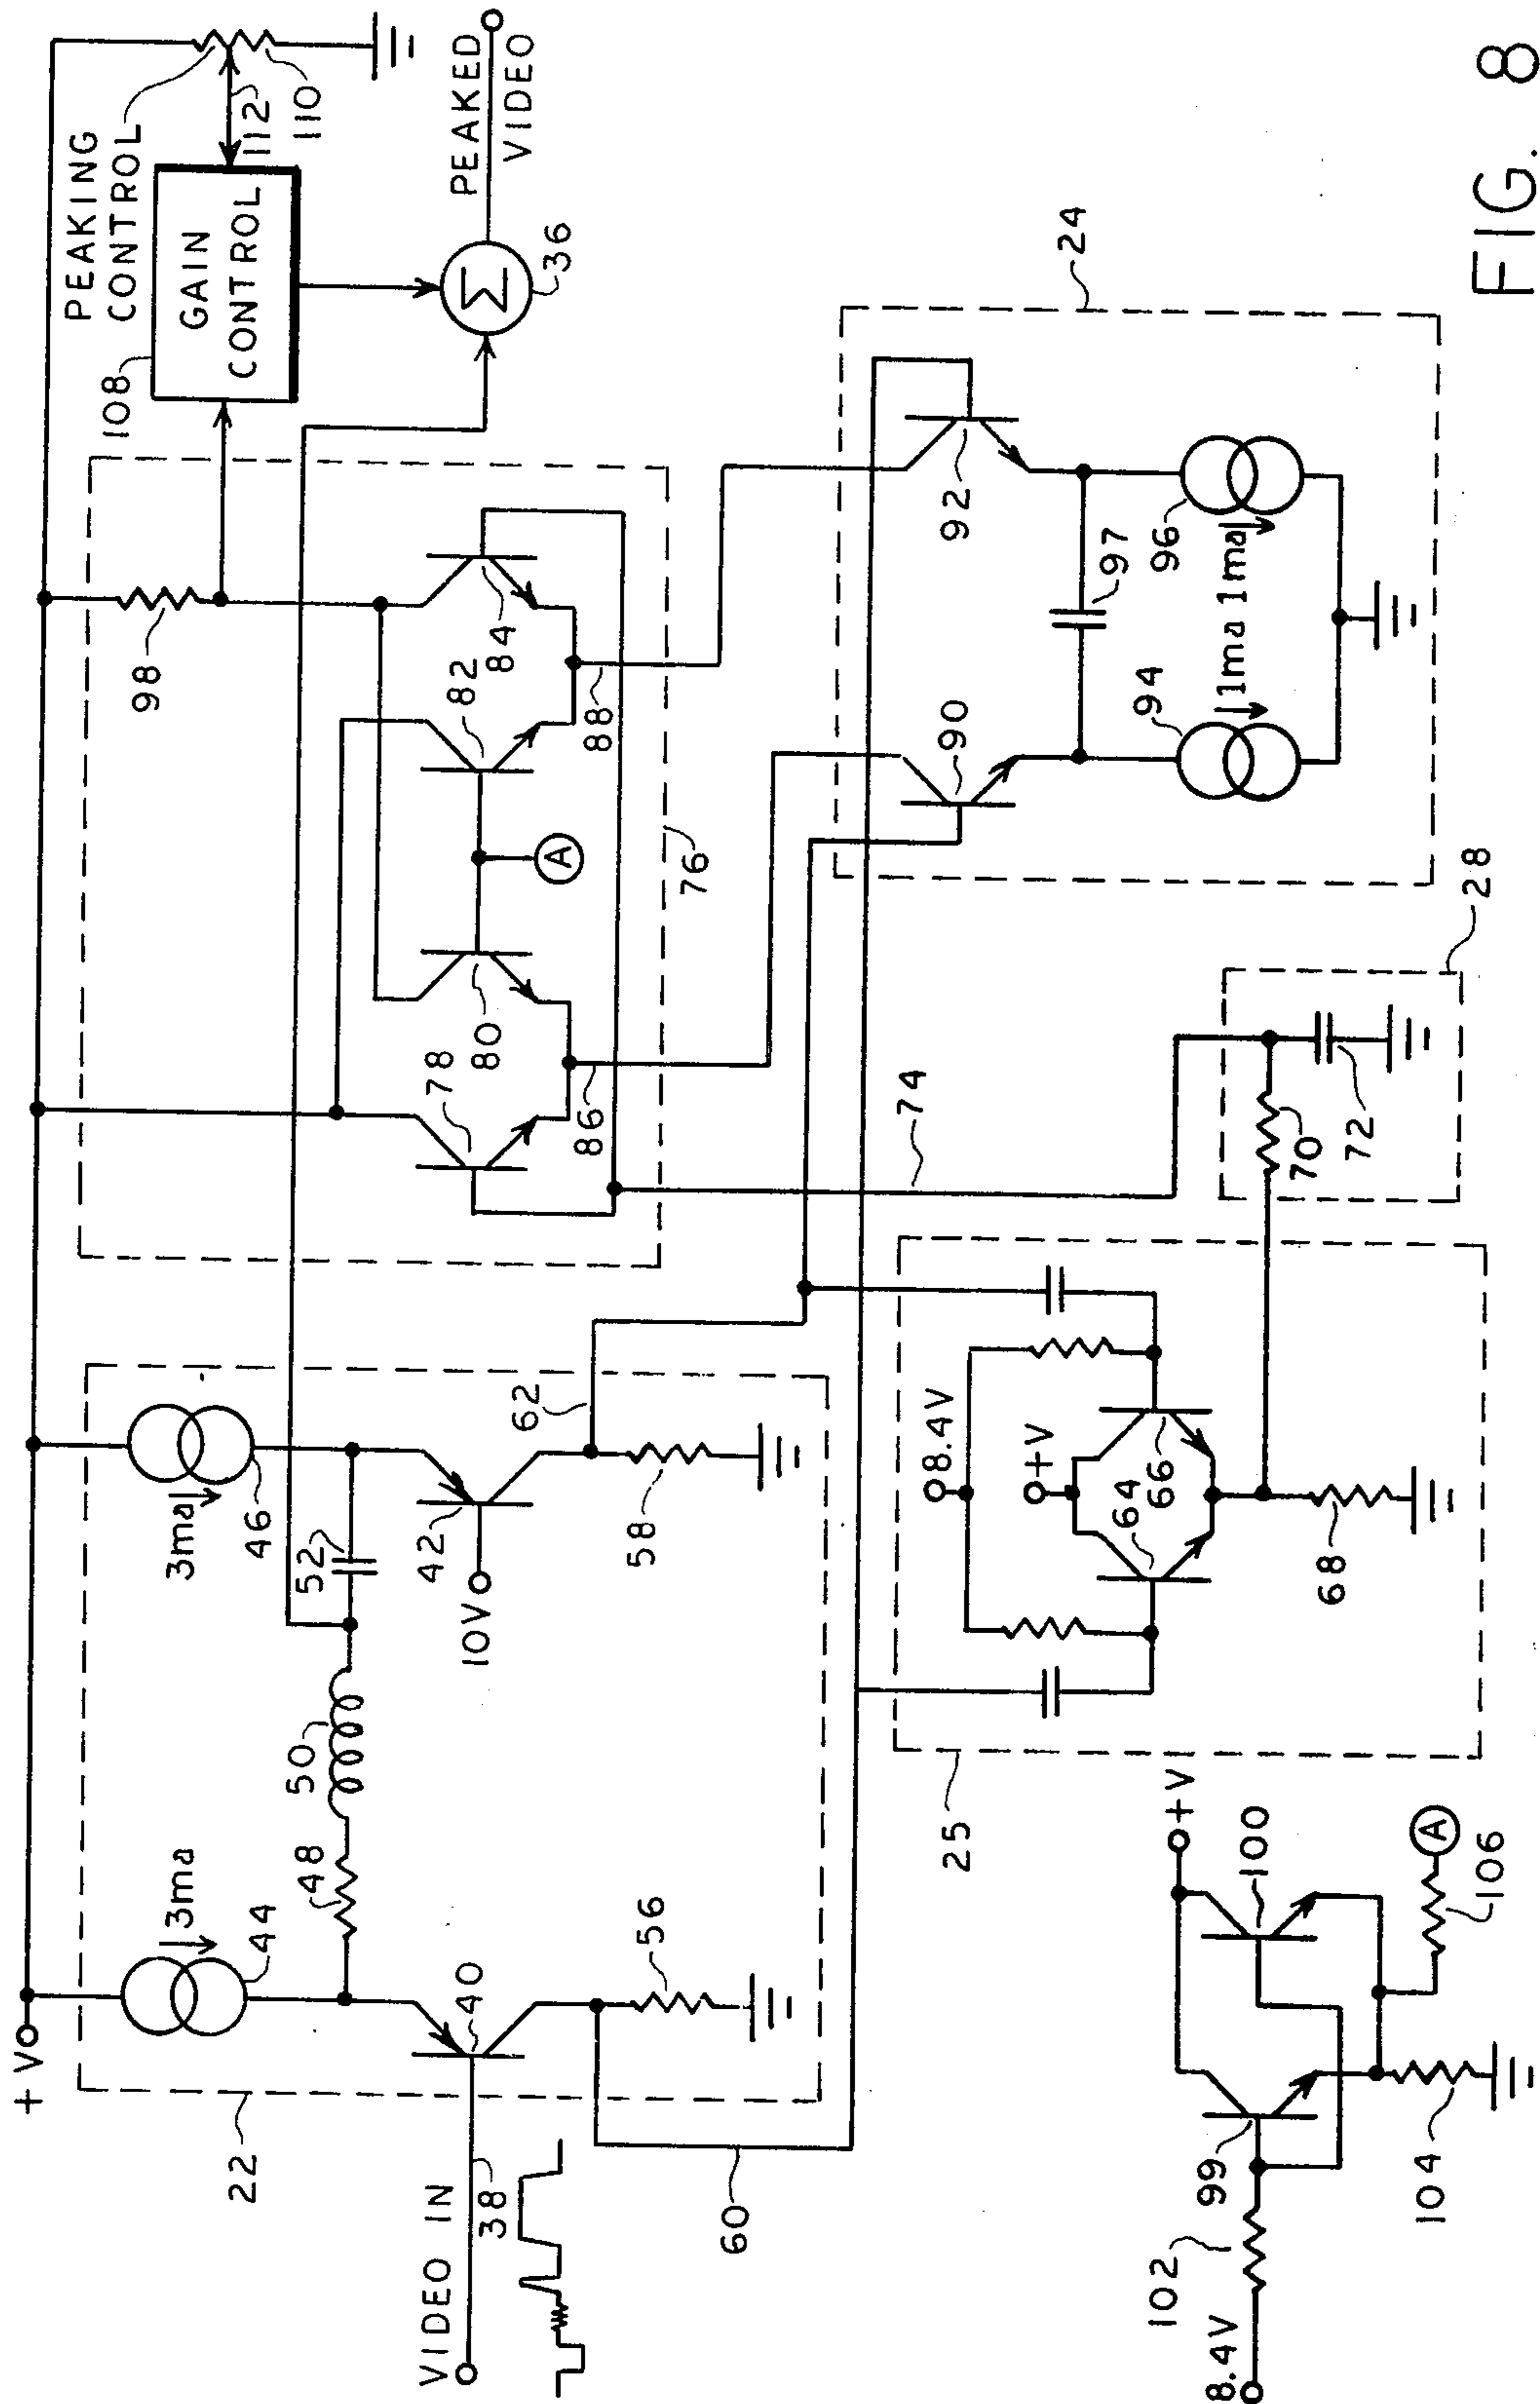 +V
22
3ma
44
48
50
52
3ma
46
VIDEO IN
38
40
10V
42
56
58
60
62
98
78
80
82
84
A
86
88
76
108
GAIN
CONTROL
PEAKING
CONTROL
112
110
Σ
36
PEAKED
VIDEO
8.4V
102
99
100
+V
104
106
A
25
8.4V
+V
64
66
68
74
70
72
28
90
92
94
96
97
1ma
1ma
24
FIG. 8